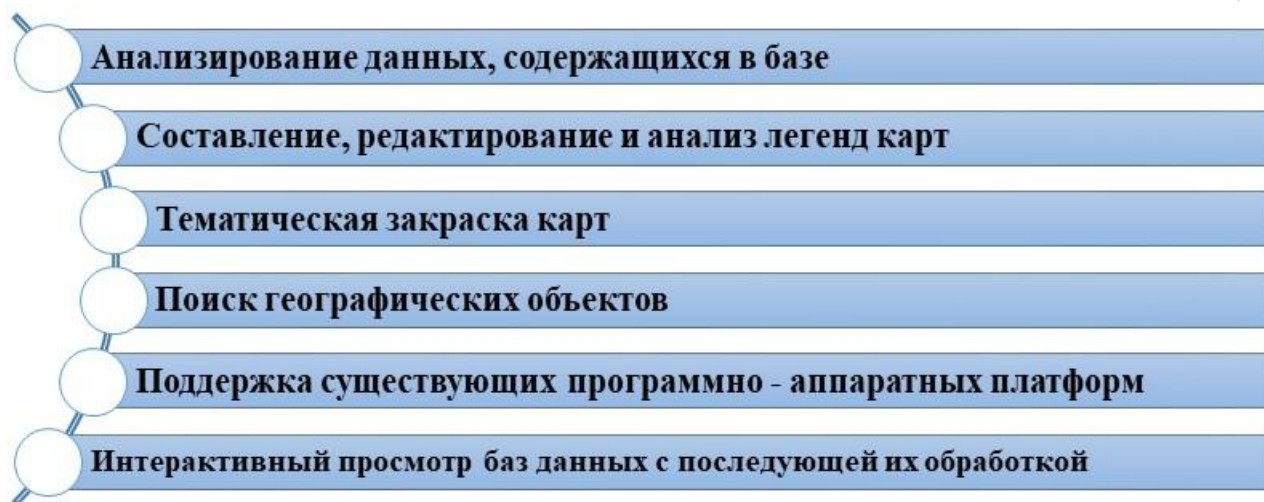 Анализирование данных, содержащихся в базе
Составление, редактирование и анализ легенд карт
Тематическая закраска карт
Поиск географических объектов
Поддержка существующих программно - аппаратных платформ
Интерактивный просмотр баз данных с последующей их обработкой